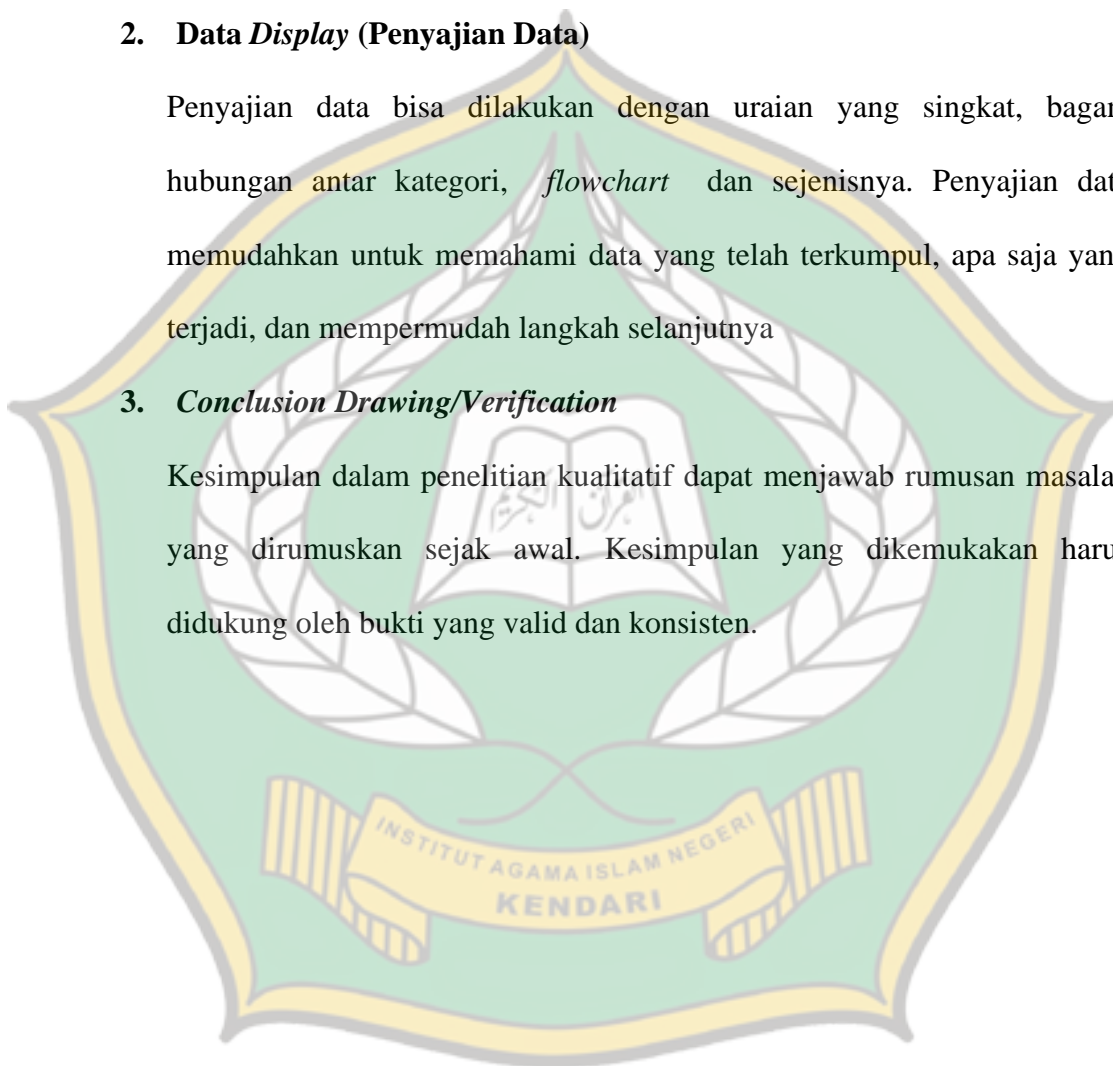 2. Data Display (Penyajian Data)
Penyajian data bisa dilakukan dengan uraian yang singkat, bagan
hubungan antar kategori, flowchart dan sejenisnya. Penyajian dat
memudahkan untuk memahami data yang telah terkumpul, apa saja yan
terjadi, dan mempermudah langkah selanjutnya
3. Conclusion Drawing/Verification
Kesimpulan dalam penelitian kualitatif dapat menjawab rumusan masala
yang dirumuskan sejak awal. Kesimpulan yang dikemukakan haru
didukung oleh bukti yang valid dan konsisten.
القرآن الكريم
INSTITUT AGAMA ISLAM NEGERI
KENDARI